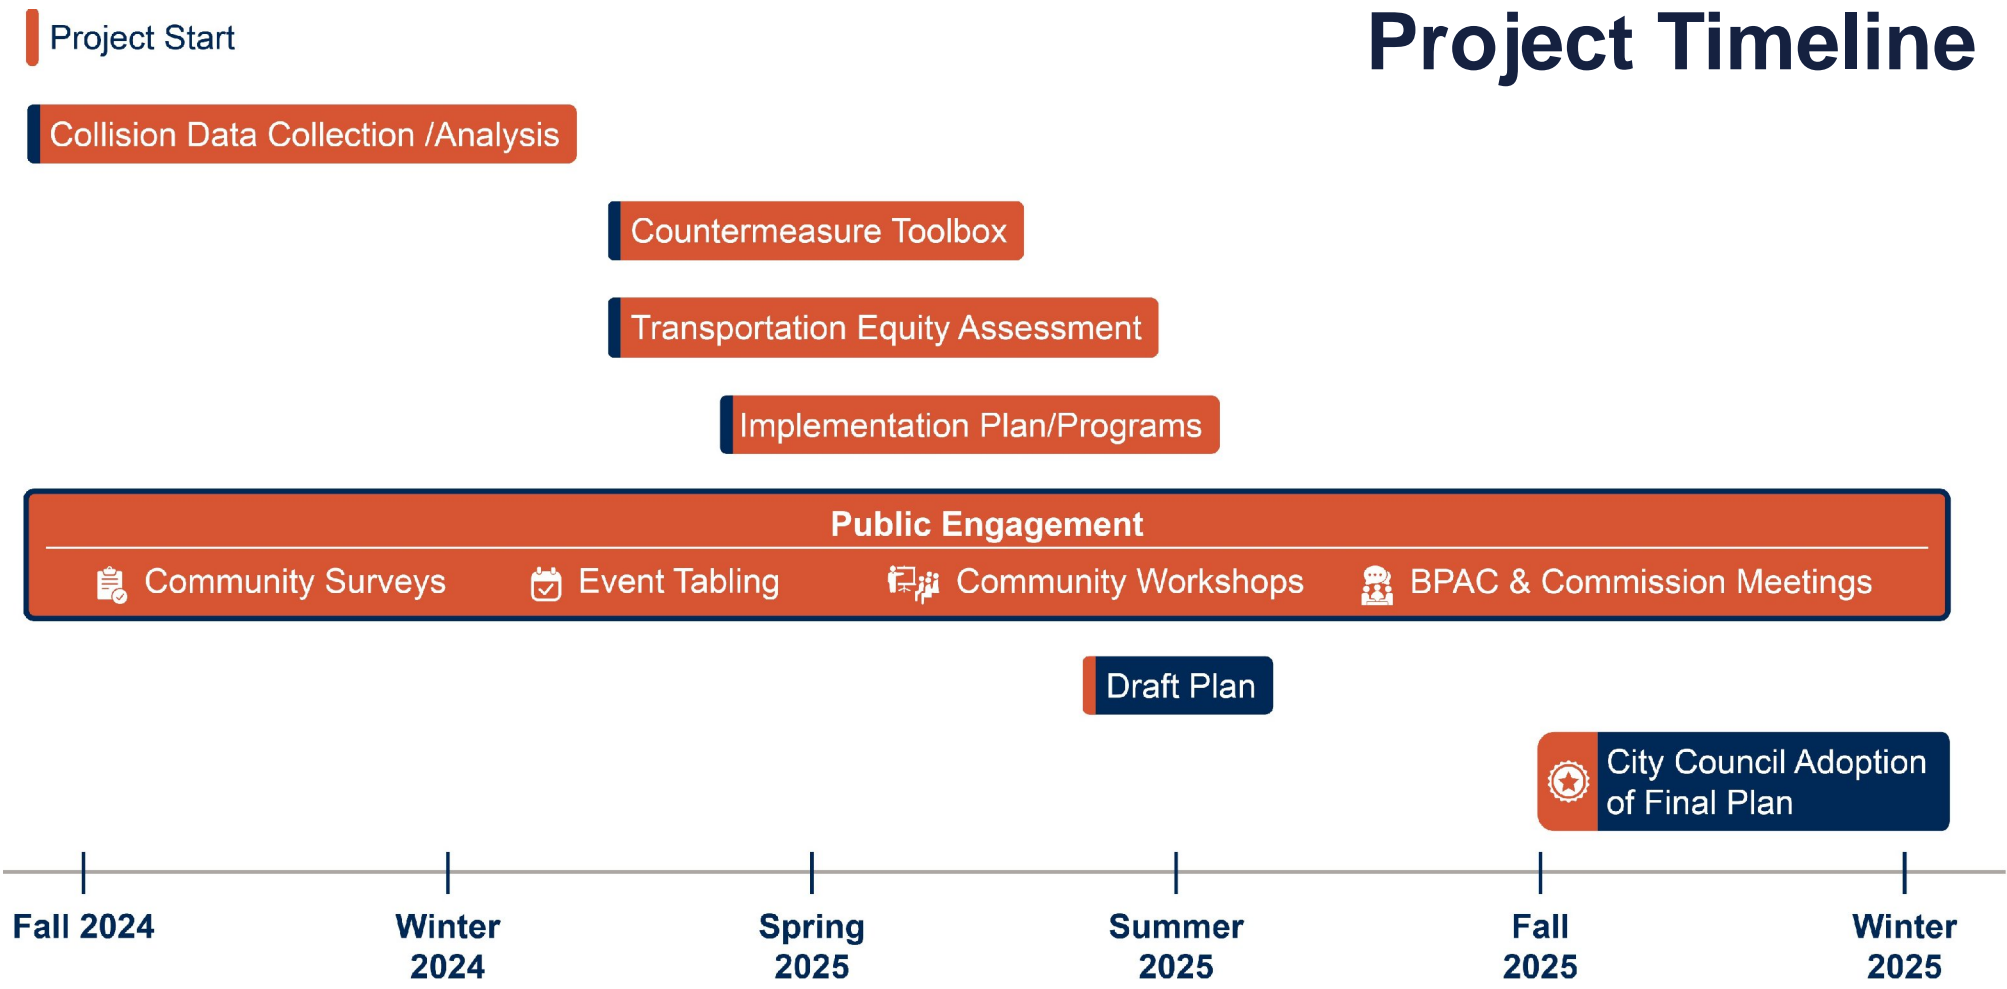 Project Start
Project Timeline
Collision Data Collection /Analysis
Countermeasure Toolbox
Transportation Equity Assessment
Implementation Plan/Programs
Public Engagement
Community Surveys
Event Tabling
Community Workshops
BPAC & Commission Meetings
Draft Plan
City Council Adoption
of Final Plan
Fall 2024
Winter
2024
Spring
2025
Summer
2025
Fall
2025
Winter
2025